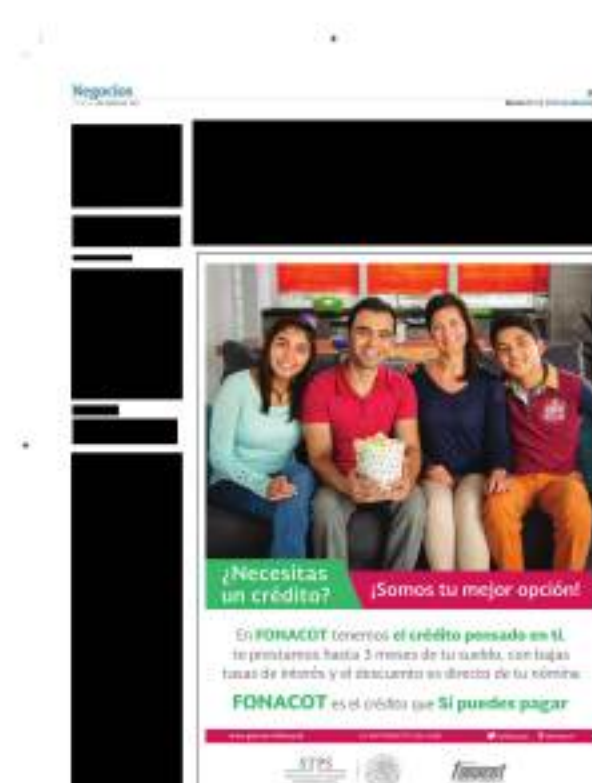 Negocios
¿Necesitas
un crédito?
¡Somos tu mejor opción!
En FONACOT tenemos el crédito pensado en ti,
te prestamos hasta 3 meses de tu sueldo, con bajas
tasas de interés y el descuento es directo de tu nómina
FONACOT es el crédito que Sí puedes pagar
STPS
fonacot